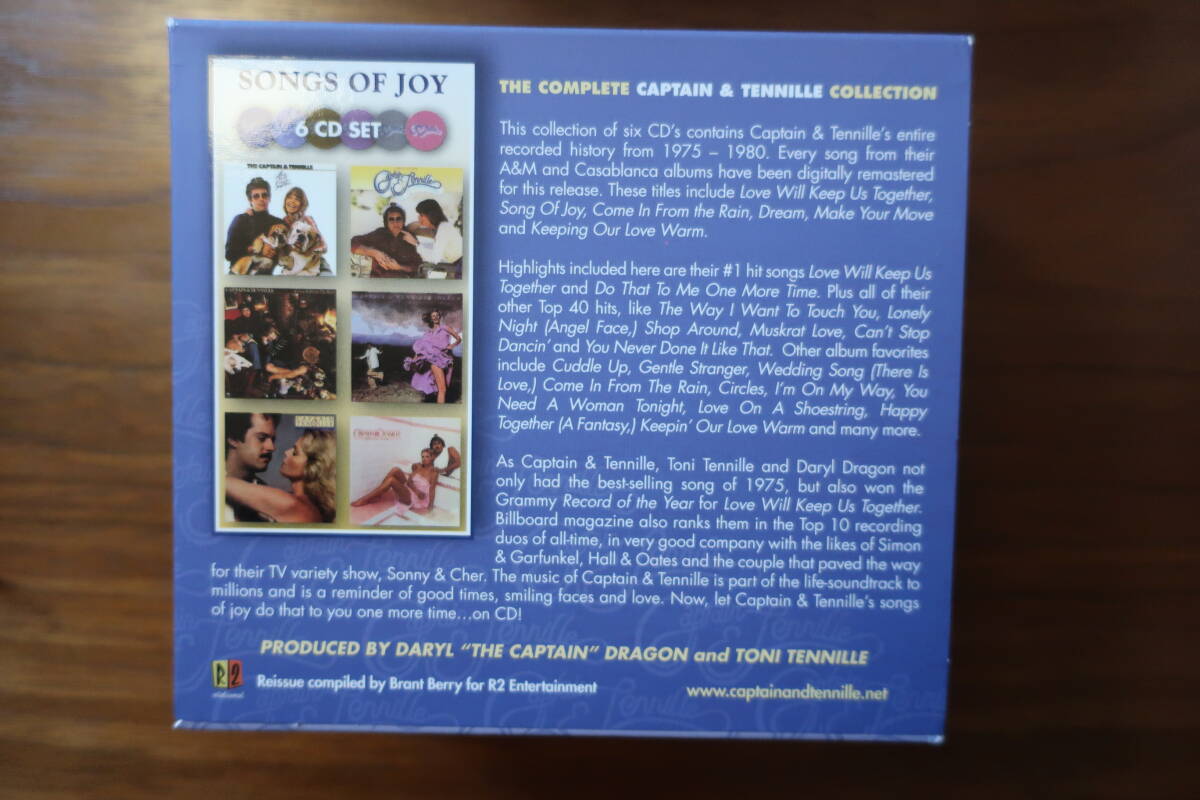 SONGS OF JOY
6 CD SET
THE CAPTAIN & TENNILLE
THE COMPLETE CAPTAIN & TENNILLE COLLECTION
This collection of six CD's contains Captain & Tennille's entire
recorded history from 1975 – 1980. Every song from their
A&M and Casablanca albums have been digitally remastered
for this release. These titles include Love Will Keep Us Together,
Song Of Joy, Come In From the Rain, Dream, Make Your Move
and Keeping Our Love Warm.
Highlights included here are their #1 hit songs Love Will Keep Us
Together and Do That To Me One More Time. Plus all of their
other Top 40 hits, like The Way I Want To Touch You, Lonely
Night (Angel Face,) Shop Around, Muskrat Love, Can't Stop
Dancin' and You Never Done It Like That. Other album favorites
include Cuddle Up, Gentle Stranger, Wedding Song (There Is
Love,) Come In From The Rain, Circles, I'm On My Way, You
Need A Woman Tonight, Love On A Shoestring, Happy
Together (A Fantasy,) Keepin' Our Love Warm and many more.
As Captain & Tennille, Toni Tennille and Daryl Dragon not
only had the best-selling song of 1975, but also won the
Grammy Record of the Year for Love Will Keep Us Together.
Billboard magazine also ranks them in the Top 10 recording
duos of all-time, in very good company with the likes of Simon
& Garfunkel, Hall & Oates and the couple that paved the way
for their TV variety show, Sonny & Cher. The music of Captain & Tennille is part of the life-soundtrack to
millions and is a reminder of good times, smiling faces and love. Now, let Captain & Tennille's songs
of joy do that to you one more time...on CD!
PRODUCED BY DARYL "THE CAPTAIN" DRAGON and TONI TENNILLE
R2
Reissue compiled by Brant Berry for R2 Entertainment
www.captainandtennille.net